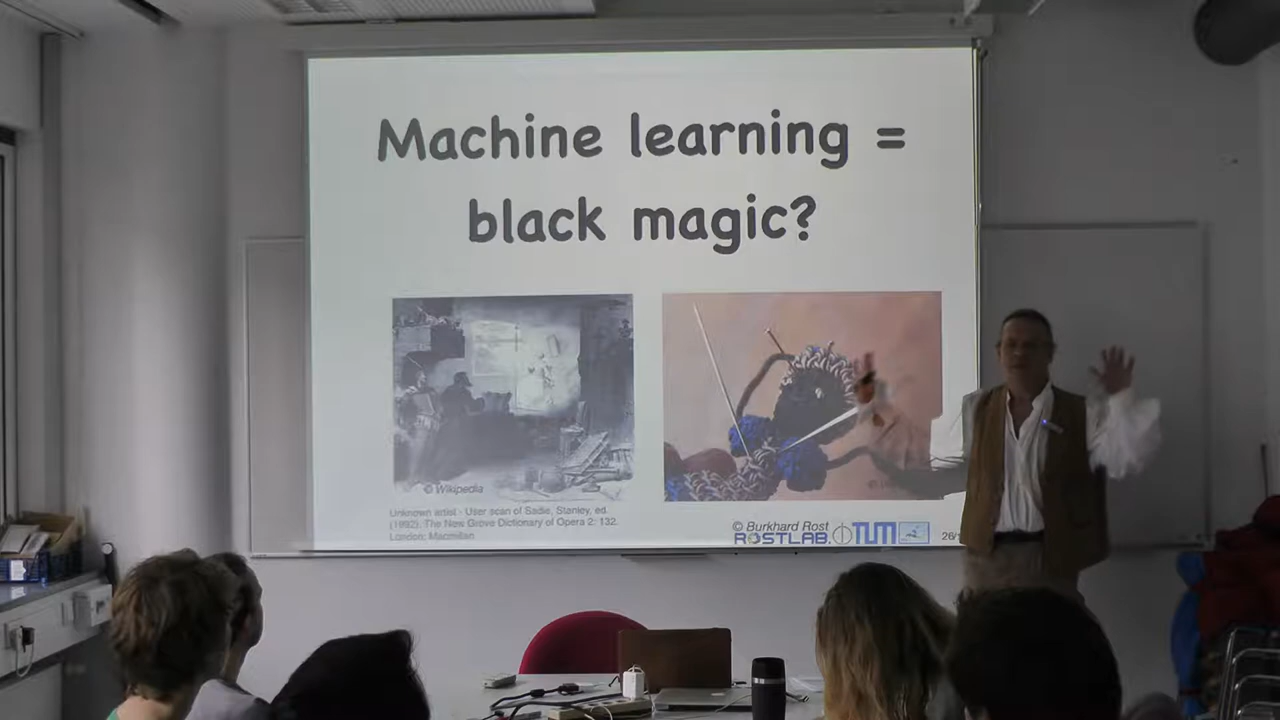 Machine learning =
black magic?
© Wikipedia
Unknown artist - User scan of Sadie, Stanley, ed.
(1992). The New Grove Dictionary of Opera 2: 132.
London: Macmillan
© Burkhard Rost
ROSTLAB. TUM
26/